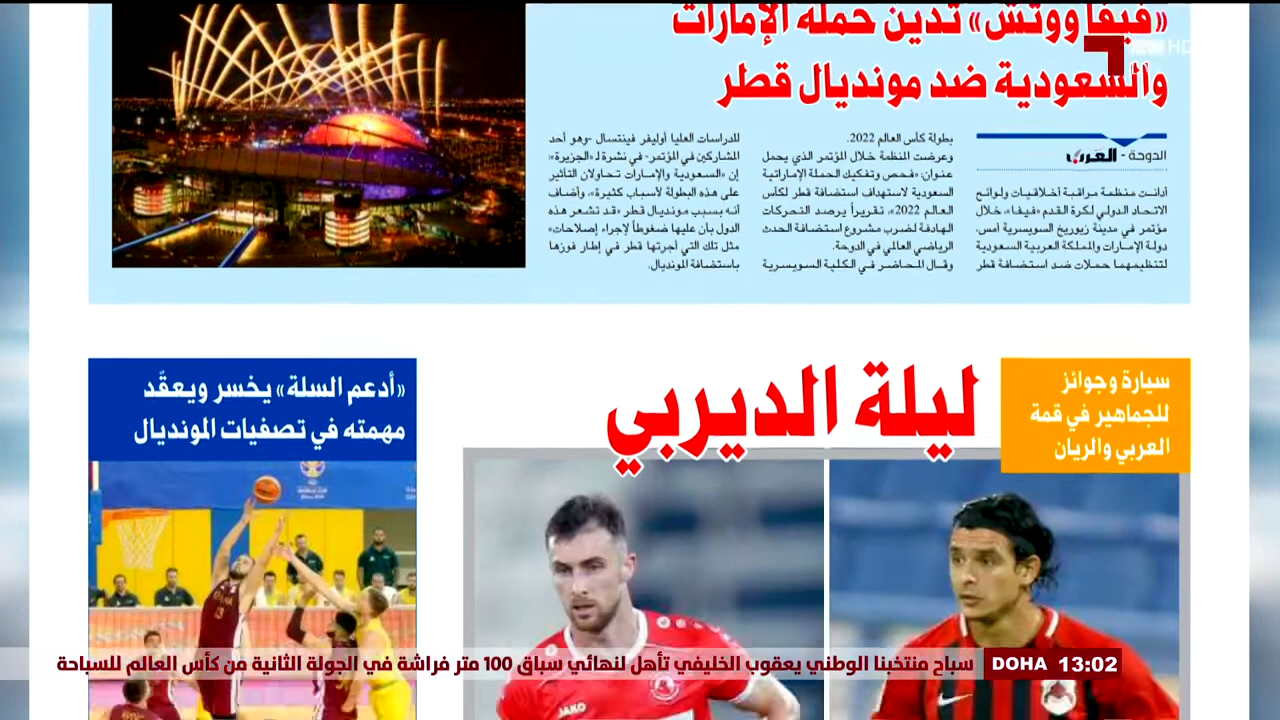 «فيفا ووتش» تدين حملة الإمارات
والسعودية ضد مونديال قطر
HD
الدوحة - العرب
أدانت منظمة مراقبة أخلاقيات ولوائح
الاتحاد الدولي لكرة القدم «فيفا»، خلال
مؤتمر في مدينة زيوريخ السويسرية أمس،
دولة الإمارات والمملكة العربية السعودية
لتنظيمهما حملات ضد استضافة قطر
بطولة كأس العالم 2022.
وعرضت المنظمة خلال المؤتمر الذي يحمل
عنوان: «فحص وتفكيك الحملة الإماراتية
السعودية لاستهداف استضافة قطر لكأس
العالم 2022»، تقريراً يرصد التحركات
الهادفة لضرب مشروع استضافة الحدث
الرياضي العالمي في الدوحة.
وقال المحاضر في الكلية السويسرية
للدراسات العليا أوليفر فينتسال -وهو أحد
المشاركين في المؤتمر- في نشرة لـ «الجزيرة»:
إن «السعودية والإمارات تحاولان التأثير
على هذه البطولة لأسباب كثيرة»، وأضاف
أنه بسبب مونديال قطر «قد تشعر هذه
الدول بأن عليها ضغوطاً لإجراء إصلاحات»
مثل تلك التي أجرتها قطر في إطار فوزها
باستضافة المونديال.
سيارة وجوائز
للجماهير في قمة
العربي والريان
ليلة الديربي
«أدعم السلة» يخسر ويعقّد
مهمته في تصفيات المونديال
JAKO
13
DOHA 13:02
سباح منتخبنا الوطني يعقوب الخليفي تأهل لنهائي سباق 100 متر فراشة في الجولة الثانية من كأس العالم للسباحة